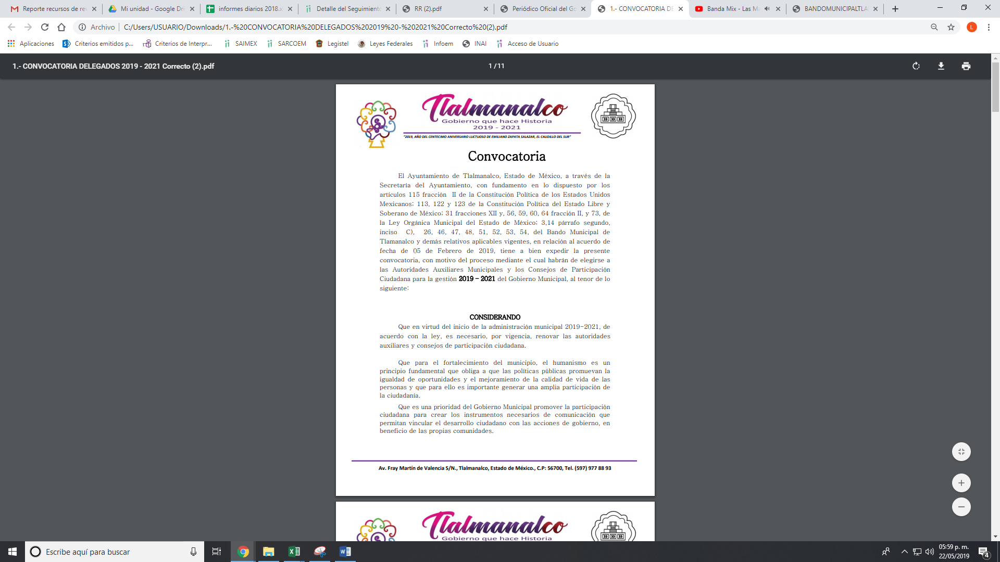 Reporte recursos de re
Mi unidad - Google Dri
informes diarios 2018.x
Detalle del Seguimiento
RR (2).pdf
Periódico Oficial del Go
1.- CONVOCATORIA DE
Banda Mix - Las M
BANDOMUNICIPALTLA
Archivo
C:/Users/USUARIO/Downloads/1.-%20CONVOCATORIA%20DELEGADOS%202019%20-%202021%20Correcto%20(2).pdf
L
Aplicaciones
Criterios emitidos p...
Criterios de Interpr...
SAIMEX
SARCOEM
Legistel
Leyes Federales
Infoem
INAI
Acceso de Usuario
1.- CONVOCATORIA DELEGADOS 2019 - 2021 Correcto (2).pdf
1 / 11
Tlalmanalco
Gobierno que hace Historia
2019 - 2021
"2019, AÑO DEL CENTECIMO ANIVERSARIO LUCTUOSO DE EMILIANO ZAPATA SALAZAR, EL CAUDILLO DEL SUR"
Convocatoria
El Ayuntamiento de Tlalmanalco, Estado de México, a través de la
Secretaría del Ayuntamiento, con fundamento en lo dispuesto por los
artículos 115 fracción II de la Constitución Política de los Estados Unidos
Mexicanos; 113, 122 y 123 de la Constitución Política del Estado Libre y
Soberano de México; 31 fracciones XII y, 56, 59, 60, 64 fracción II, y 73, de
la Ley Orgánica Municipal del Estado de México; 3,14 párrafo segundo,
inciso C), 26, 46, 47, 48, 51, 52, 53, 54, del Bando Municipal de
Tlamanalco y demás relativos aplicables vigentes, en relación al acuerdo de
fecha de 05 de Febrero de 2019, tiene a bien expedir la presente
convocatoria, con motivo del proceso mediante el cual habrán de elegirse a
las Autoridades Auxiliares Municipales y los Consejos de Participación
Ciudadana para la gestión 2019 – 2021 del Gobierno Municipal, al tenor de lo
siguiente:
CONSIDERANDO
Que en virtud del inicio de la administración municipal 2019-2021, de
acuerdo con la ley, es necesario, por vigencia, renovar las autoridades
auxiliares y consejos de participación ciudadana.
Que para el fortalecimiento del municipio, el humanismo es un
principio fundamental que obliga a que las políticas públicas promuevan la
igualdad de oportunidades y el mejoramiento de la calidad de vida de las
personas y que para ello es importante generar una amplia participación de
la ciudadanía.
Que es una prioridad del Gobierno Municipal promover la participación
ciudadana para crear los instrumentos necesarios de comunicación que
permitan vincular el desarrollo ciudadano con las acciones de gobierno, en
beneficio de las propias comunidades.
Av. Fray Martín de Valencia S/N., Tlalmanalco, Estado de México., C.P: 56700, Tel. (597) 977 88 93
Tlalmanalco
Gobierno que hace Historia
Escribe aquí para buscar
05:59 p. m.
22/05/2019
4